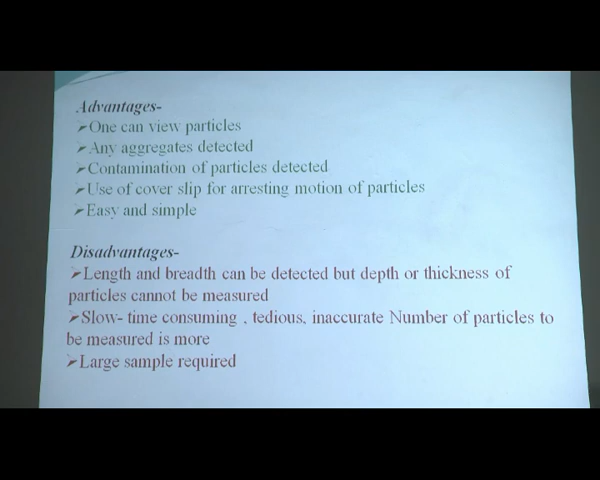 Advantages-
➢One can view particles
➢Any aggregates detected
➢Contamination of particles detected
➢Use of cover slip for arresting motion of particles
➢Easy and simple
Disadvantages-
➢Length and breadth can be detected but depth or thickness of
particles cannot be measured
➢Slow- time consuming , tedious, inaccurate Number of particles to
be measured is more
➢Large sample required